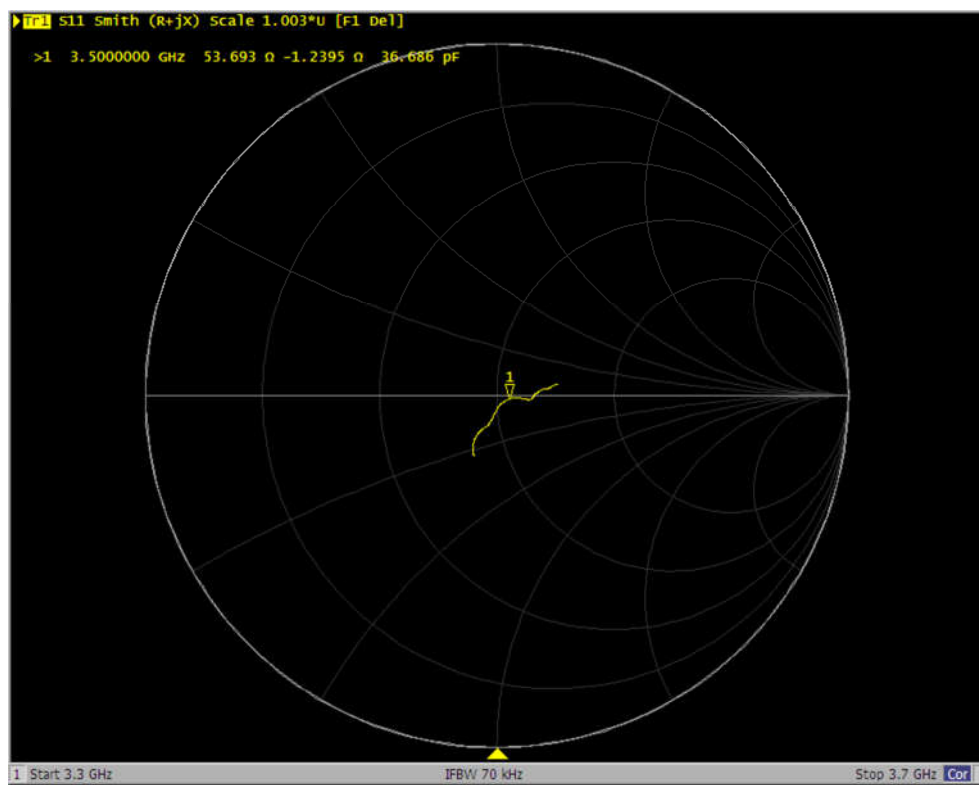 Tr1 S11 Smith (R+jX) Scale 1.003*U [F1 Del]
>1 3.5000000 GHz 53.693 Ω -1.2395 Ω 36.686 pF
1
1 Start 3.3 GHz IFBW 70 kHz Stop 3.7 GHz Cor